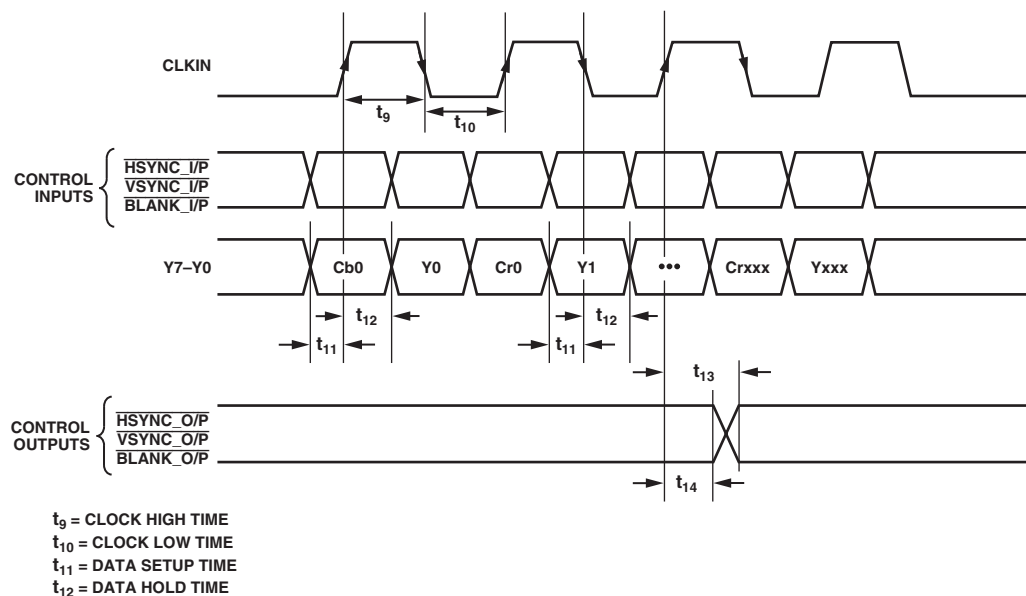 CLKIN
t9
t10
CONTROL INPUTS
HSYNC_I/P
VSYNC_I/P
BLANK_I/P
Y7–Y0
Cb0 Y0 Cr0 Y1 ••• Crxxx Yxxx
t12 t12
t11 t11
t13
CONTROL OUTPUTS
HSYNC_O/P
VSYNC_O/P
BLANK_O/P
t14
t9 = CLOCK HIGH TIME
t10 = CLOCK LOW TIME
t11 = DATA SETUP TIME
t12 = DATA HOLD TIME